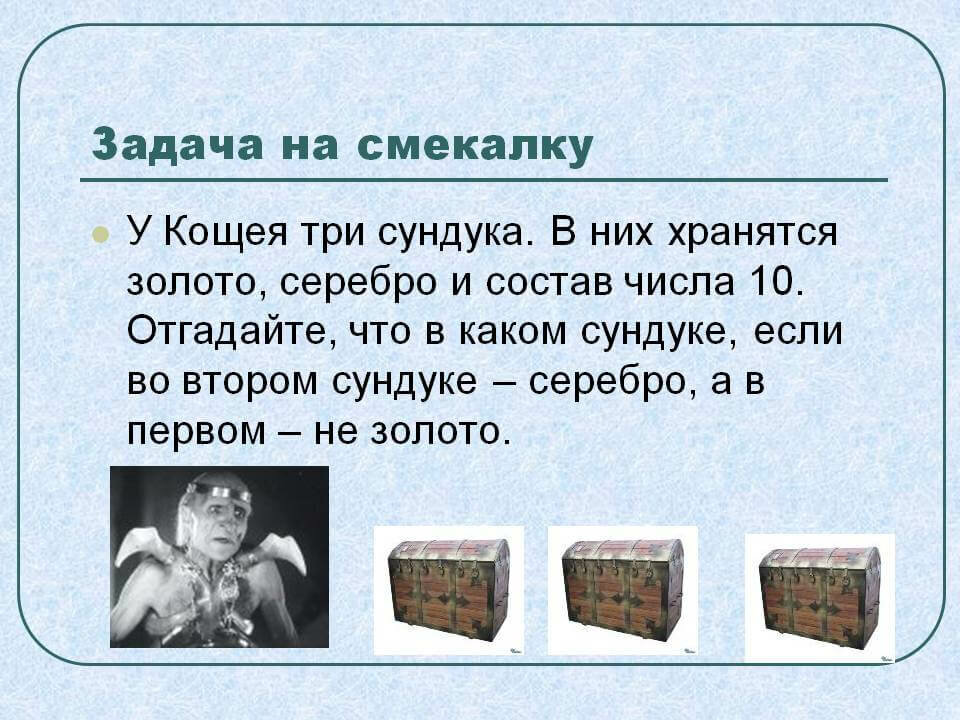 Задача на смекалку
У Кощея три сундука. В них хранятся
золото, серебро и состав числа 10.
Отгадайте, что в каком сундуке, если
во втором сундуке – серебро, а в
первом – не золото.